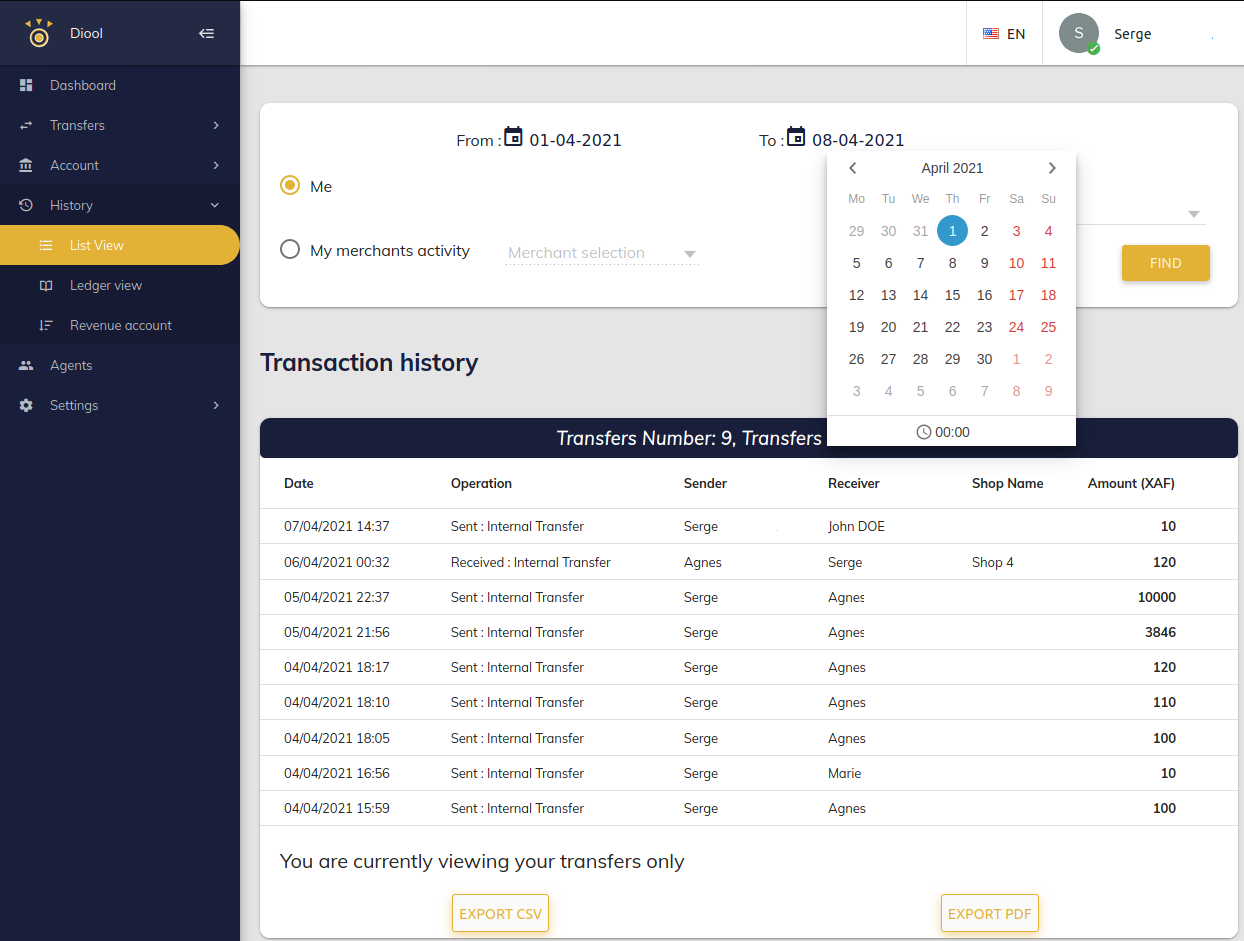 Diool
EN
S
Serge
Dashboard
Transfers
Account
History
List View
Ledger view
Revenue account
Agents
Settings
From : 01-04-2021
To : 08-04-2021
Me
My merchants activity
Merchant selection
FIND
April 2021
Mo Tu We Th Fr Sa Su
29 30 31 1 2 3 4
5 6 7 8 9 10 11
12 13 14 15 16 17 18
19 20 21 22 23 24 25
26 27 28 29 30 1 2
3 4 5 6 7 8 9
00:00
Transaction history
Transfers Number: 9, Transfers
Date Operation Sender Receiver Shop Name Amount (XAF)
07/04/2021 14:37 Sent : Internal Transfer Serge John DOE 10
06/04/2021 00:32 Received : Internal Transfer Agnes Serge Shop 4 120
05/04/2021 22:37 Sent : Internal Transfer Serge Agnes 10000
05/04/2021 21:56 Sent : Internal Transfer Serge Agnes 3846
04/04/2021 18:17 Sent : Internal Transfer Serge Agnes 120
04/04/2021 18:10 Sent : Internal Transfer Serge Agnes 110
04/04/2021 18:05 Sent : Internal Transfer Serge Agnes 100
04/04/2021 16:56 Sent : Internal Transfer Serge Marie 10
04/04/2021 15:59 Sent : Internal Transfer Serge Agnes 100
You are currently viewing your transfers only
EXPORT CSV
EXPORT PDF